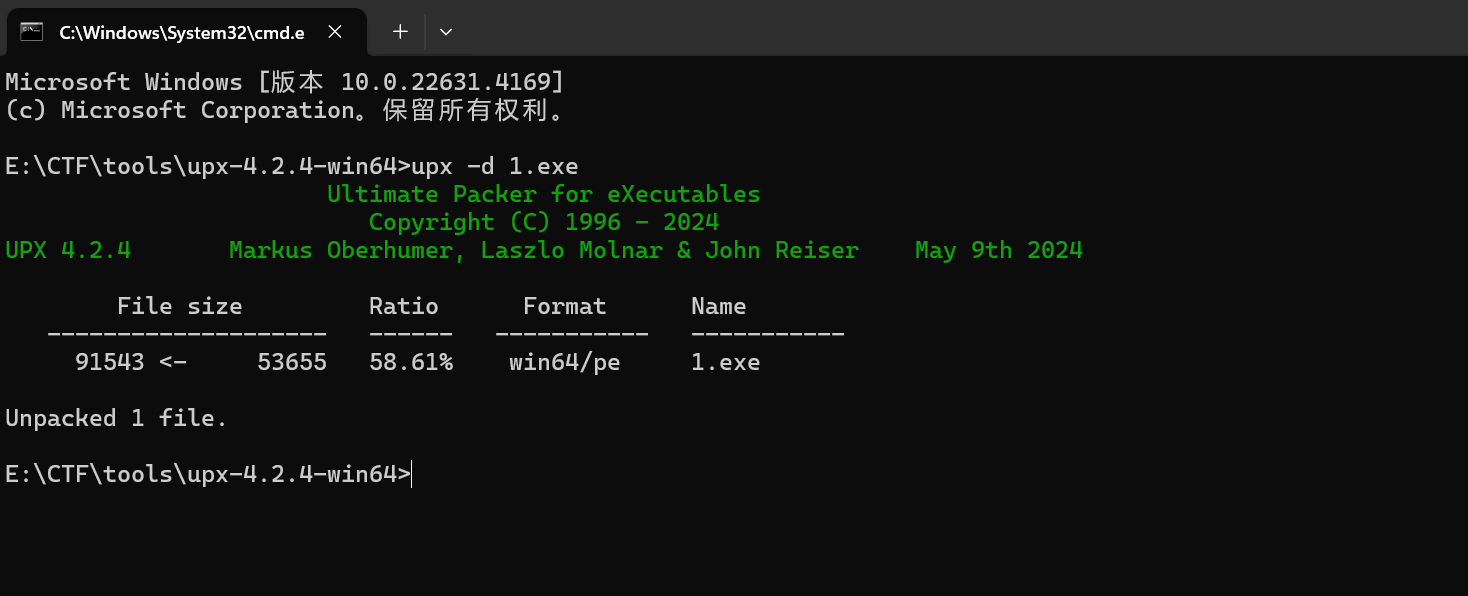 C:\Windows\System32\cmd.e
Microsoft Windows [版本 10.0.22631.4169]
(c) Microsoft Corporation。保留所有权利。
E:\CTF\tools\upx-4.2.4-win64>upx -d 1.exe
Ultimate Packer for eXecutables
Copyright (C) 1996 - 2024
UPX 4.2.4 Markus Oberhumer, Laszlo Molnar & John Reiser May 9th 2024
File size Ratio Format Name
-------------------- ------ ----------- -----------
91543 <- 53655 58.61% win64/pe 1.exe
Unpacked 1 file.
E:\CTF\tools\upx-4.2.4-win64>